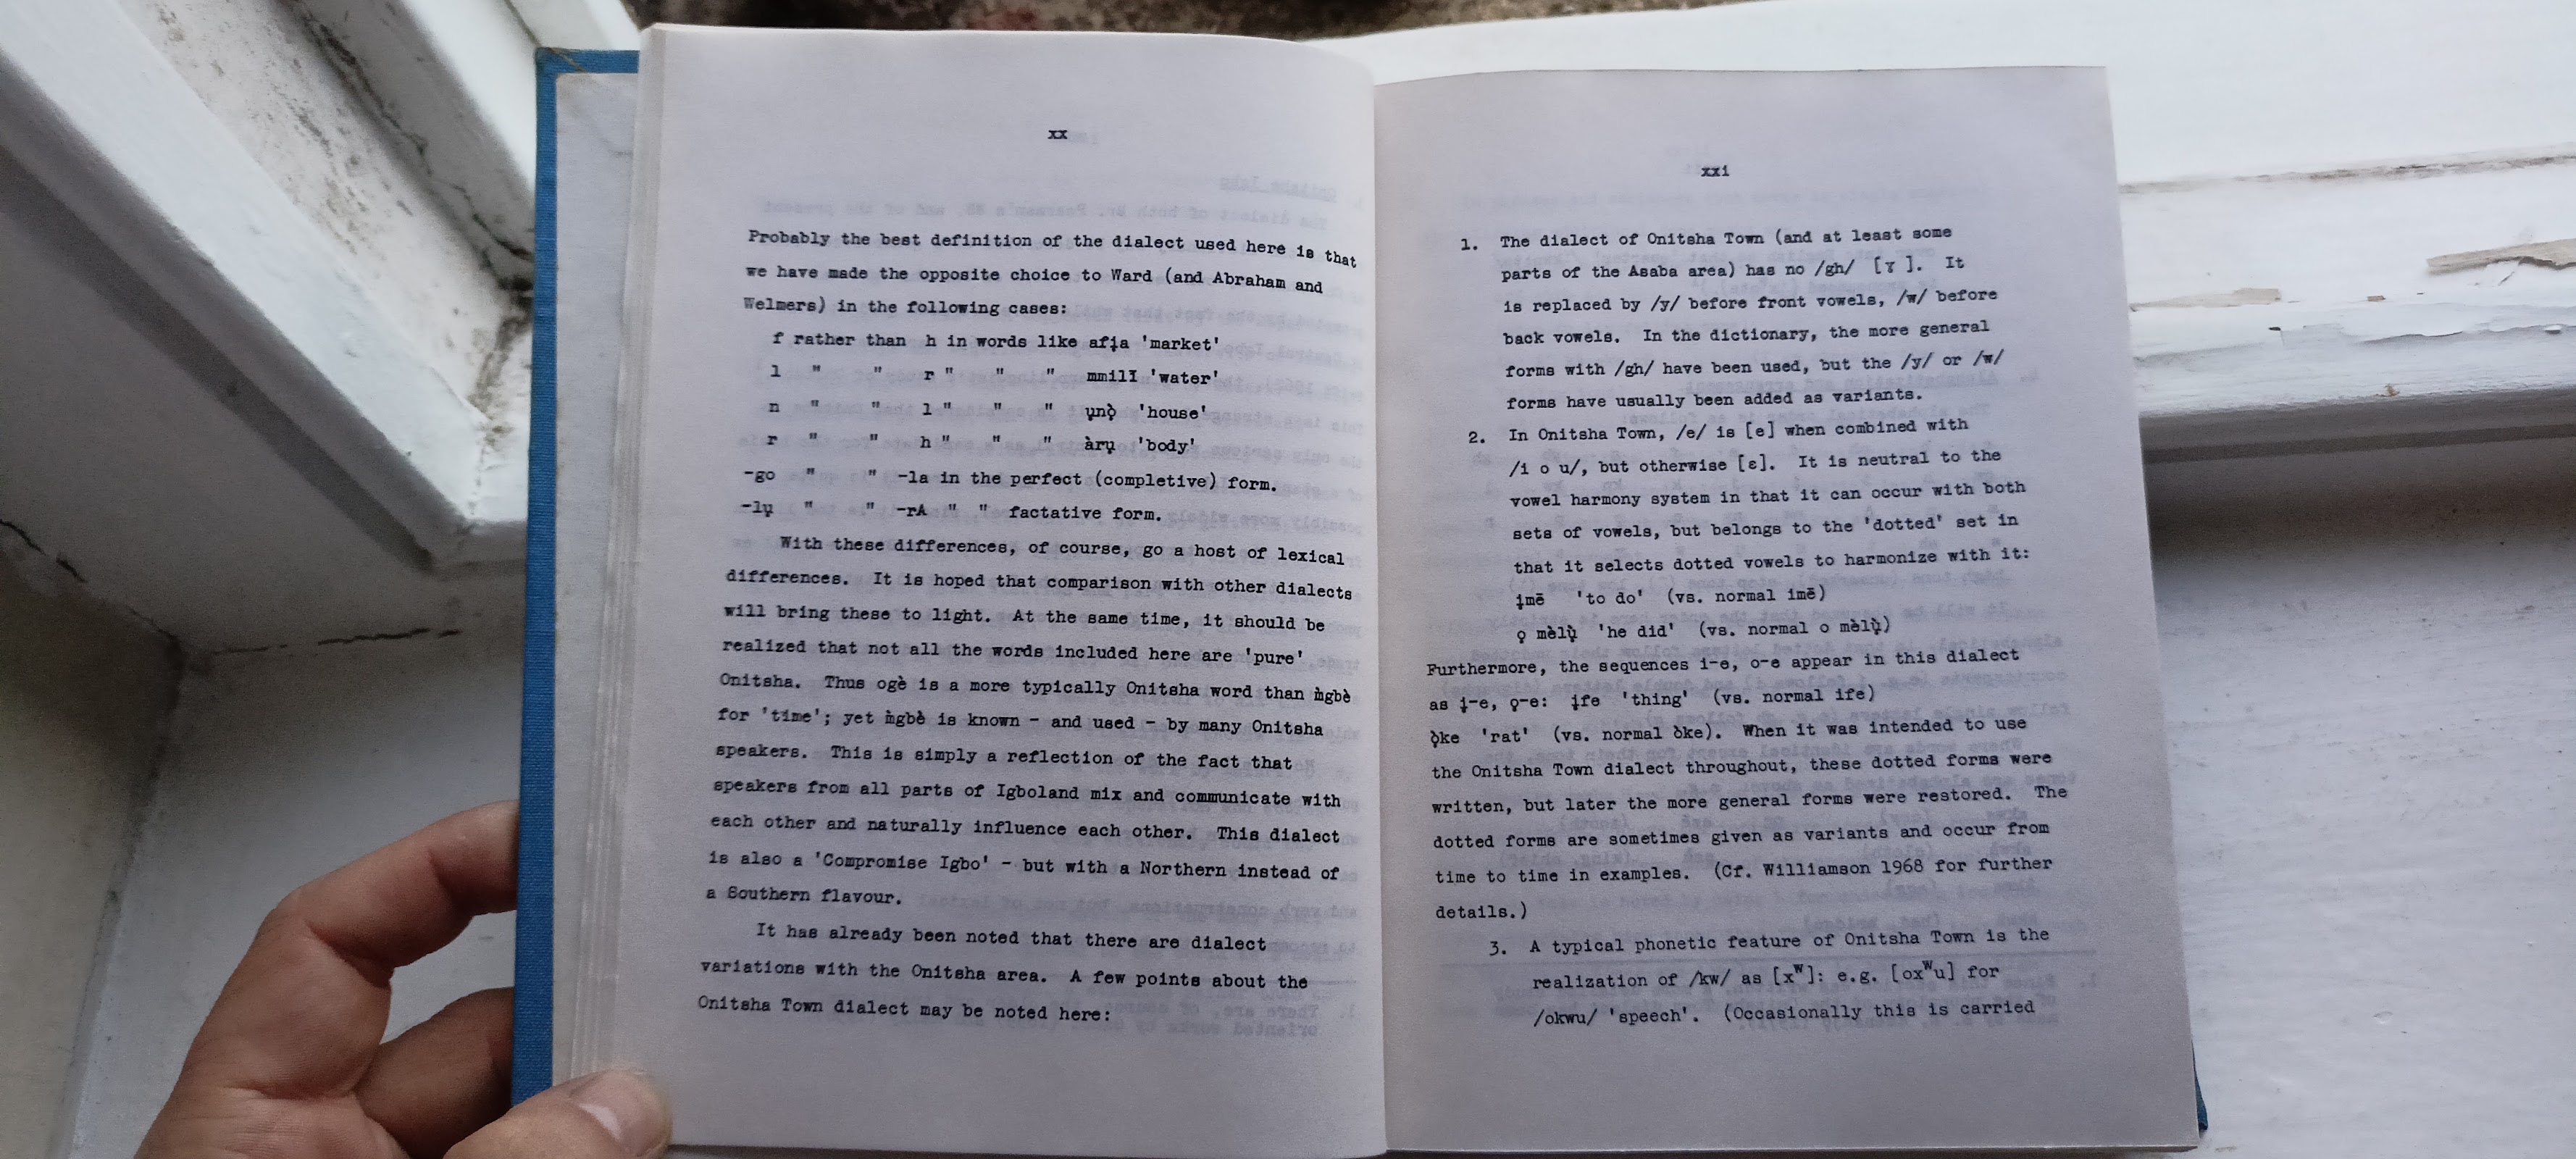 xx
Probably the best definition of the dialect used here is that
we have made the opposite choice to Ward (and Abraham and
Welmers) in the following cases:
f rather than h in words like afị̄a 'market'
l " " r " " " mmilI 'water'
n " " l " " " ụnọ̀ 'house'
r " " h " " " àrụ 'body'
-go " " -la in the perfect (completive) form.
-lụ " " -rA " " factative form.
With these differences, of course, go a host of lexical
differences. It is hoped that comparison with other dialects
will bring these to light. At the same time, it should be
realized that not all the words included here are 'pure'
Onitsha. Thus ogè is a more typically Onitsha word than m̀gbè
for 'time'; yet m̀gbè is known - and used - by many Onitsha
speakers. This is simply a reflection of the fact that
speakers from all parts of Igboland mix and communicate with
each other and naturally influence each other. This dialect
is also a 'Compromise Igbo' - but with a Northern instead of
a Southern flavour.
It has already been noted that there are dialect
variations with the Onitsha area. A few points about the
Onitsha Town dialect may be noted here:
xxi
1. The dialect of Onitsha Town (and at least some
parts of the Asaba area) has no /gh/ [ɣ]. It
is replaced by /y/ before front vowels, /w/ before
back vowels. In the dictionary, the more general
forms with /gh/ have been used, but the /y/ or /w/
forms have usually been added as variants.
2. In Onitsha Town, /e/ is [e] when combined with
/i o u/, but otherwise [ɛ]. It is neutral to the
vowel harmony system in that it can occur with both
sets of vowels, but belongs to the 'dotted' set in
that it selects dotted vowels to harmonize with it:
ịmē 'to do' (vs. normal imē)
ọ mèlụ̀ 'he did' (vs. normal o mèlụ̀)
Furthermore, the sequences i-e, o-e appear in this dialect
as ị-e, ọ-e: ịfe 'thing' (vs. normal ife)
ọ̀ke 'rat' (vs. normal òke). When it was intended to use
the Onitsha Town dialect throughout, these dotted forms were
written, but later the more general forms were restored. The
dotted forms are sometimes given as variants and occur from
time to time in examples. (Cf. Williamson 1968 for further
details.)
3. A typical phonetic feature of Onitsha Town is the
realization of /kw/ as [xʷ]: e.g. [oxʷu] for
/okwu/ 'speech'. (Occasionally this is carried